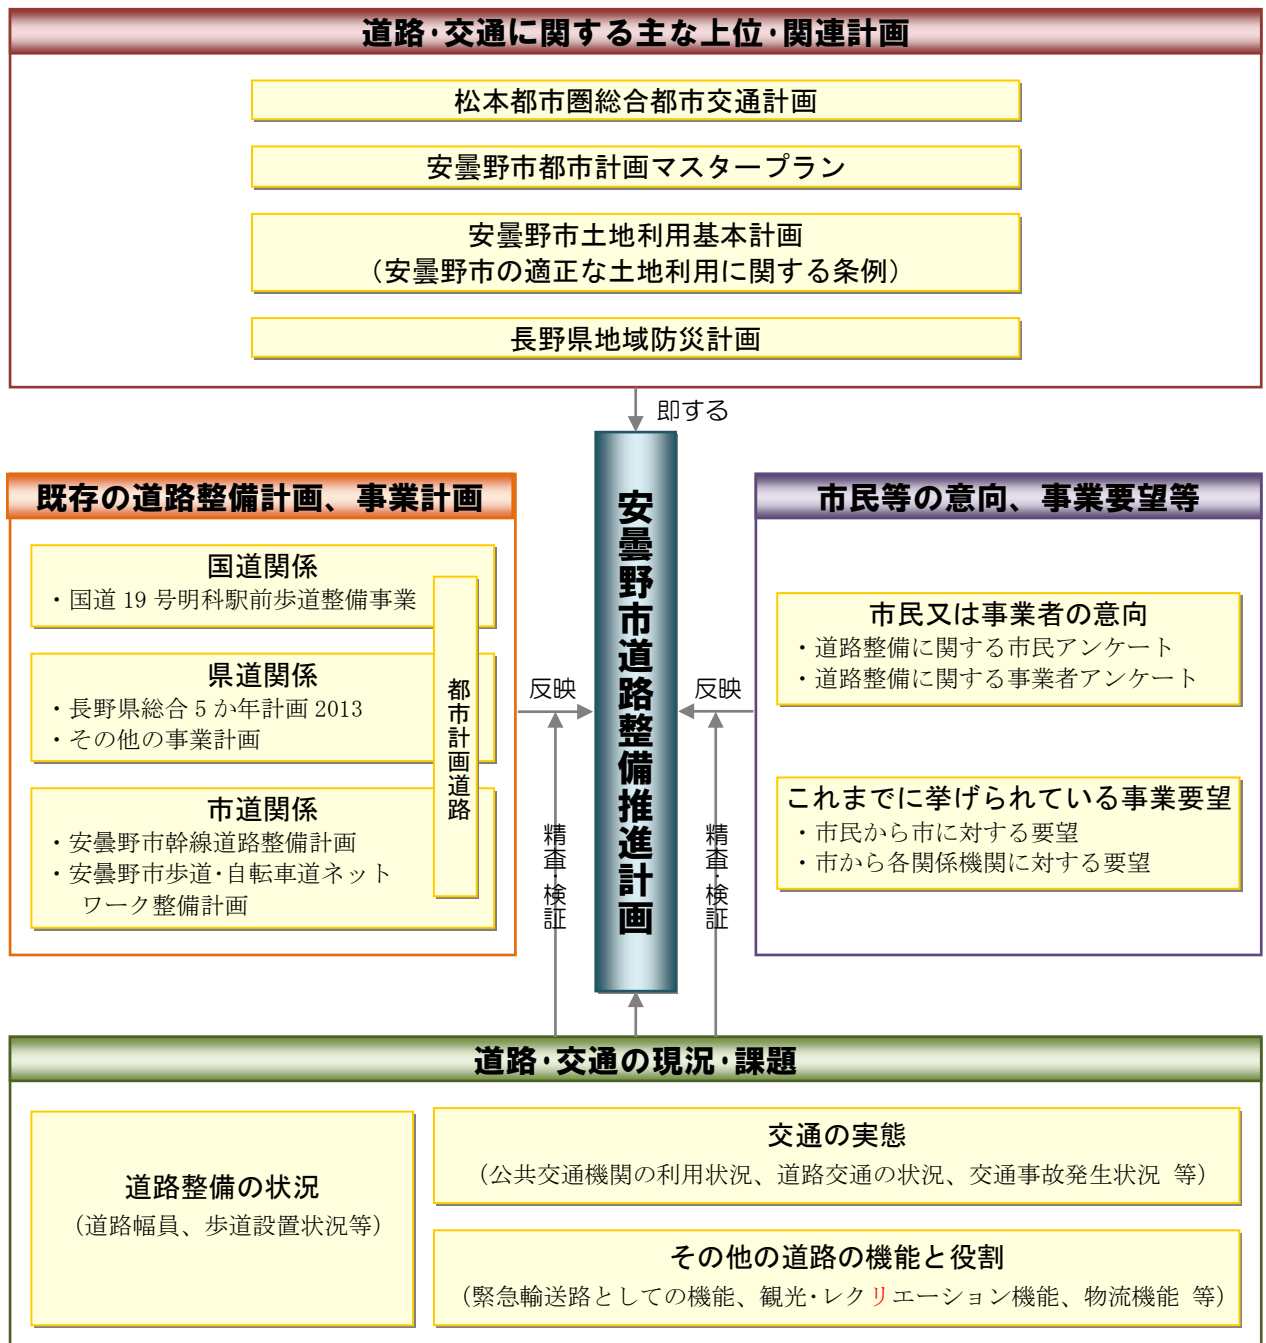 道路･交通に関する主な上位･関連計画
松本都市圏総合都市交通計画
安曇野市都市計画マスタープラン
安曇野市土地利用基本計画
（安曇野市の適正な土地利用に関する条例）
長野県地域防災計画
即する
安曇野市道路整備推進計画
既存の道路整備計画、事業計画
国道関係
・国道 19 号明科駅前歩道整備事業
県道関係
・長野県総合 5 か年計画 2013
・その他の事業計画
市道関係
・安曇野市幹線道路整備計画
・安曇野市歩道･自転車道ネット
ワーク整備計画
都市計画道路
反映
精査･検証
反映
精査･検証
市民等の意向、事業要望等
市民又は事業者の意向
・道路整備に関する市民アンケート
・道路整備に関する事業者アンケート
これまでに挙げられている事業要望
・市民から市に対する要望
・市から各関係機関に対する要望
道路･交通の現況･課題
道路整備の状況
（道路幅員、歩道設置状況等）
交通の実態
（公共交通機関の利用状況、道路交通の状況、交通事故発生状況 等）
その他の道路の機能と役割
（緊急輸送路としての機能、観光･レクリエーション機能、物流機能 等）